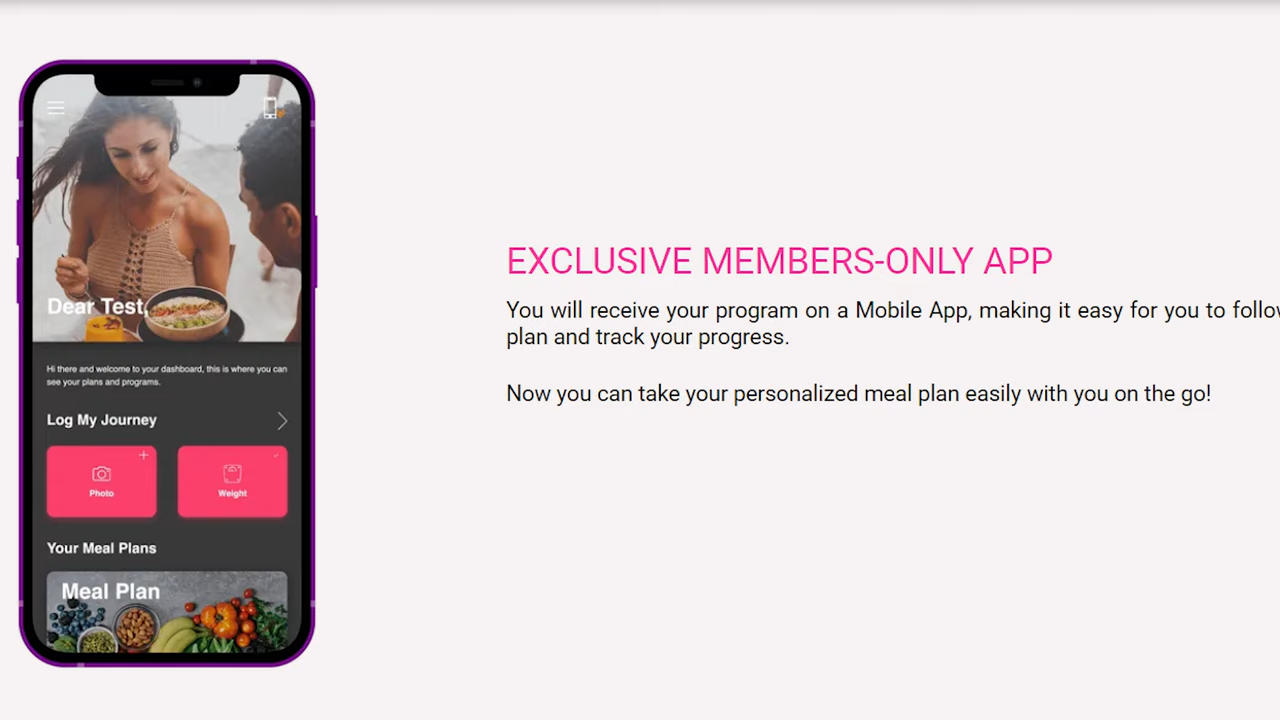 Dear Test,
Hi there and welcome to your dashboard, this is where you can
see your plans and programs.
Log My Journey
Photo
Weight
Your Meal Plans
Meal Plan
EXCLUSIVE MEMBERS-ONLY APP
You will receive your program on a Mobile App, making it easy for you to follow
plan and track your progress.
Now you can take your personalized meal plan easily with you on the go!